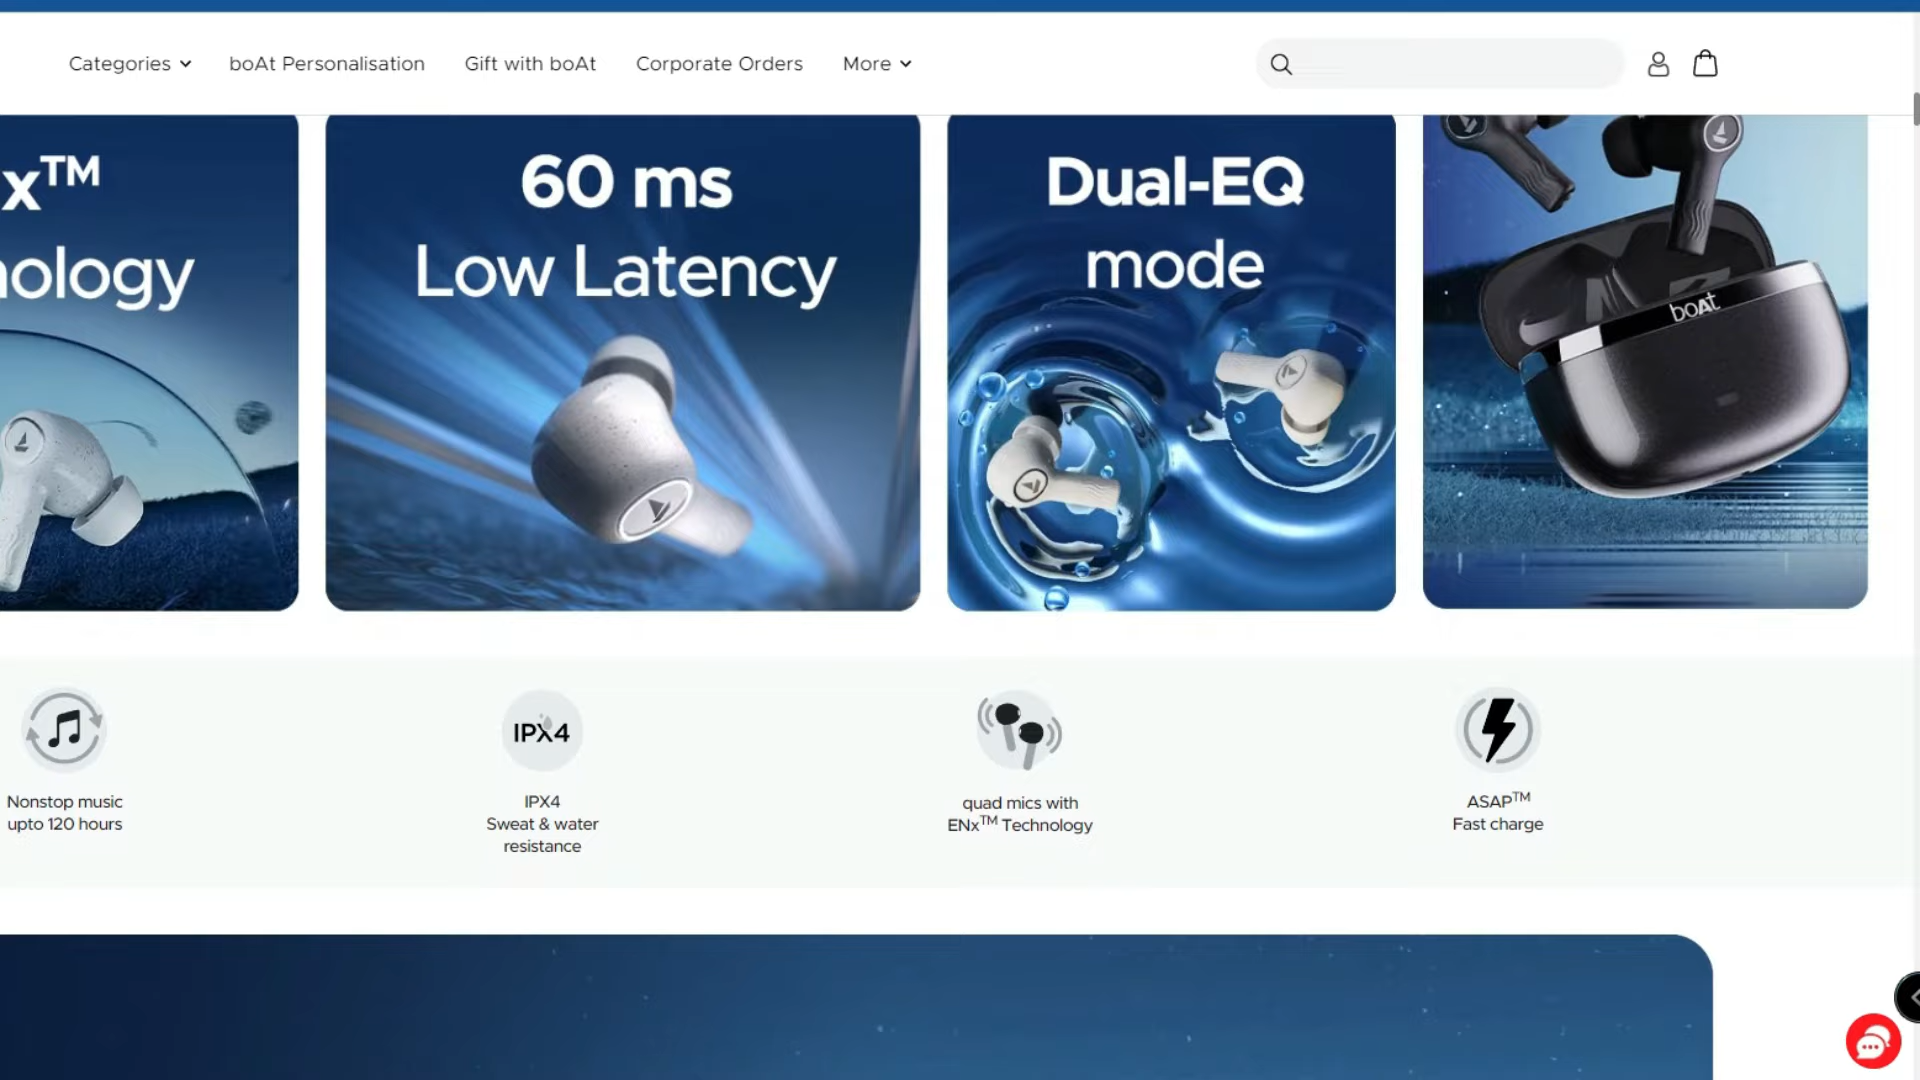 Categories
boAt Personalisation
Gift with boAt
Corporate Orders
More
x™
nology
60 ms
Low Latency
Dual-EQ
mode
boAt
Nonstop music
upto 120 hours
IPX4
IPX4
Sweat & water
resistance
quad mics with
ENx™ Technology
ASAP™
Fast charge